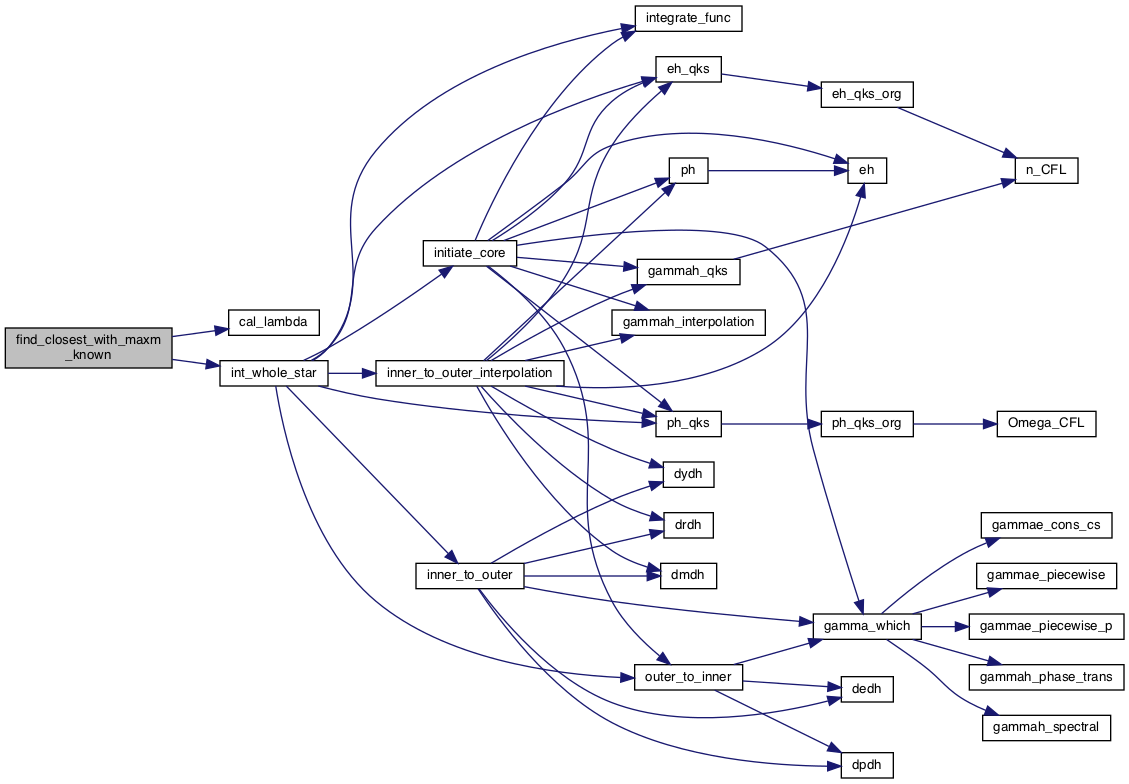 integrate_func
eh_qks
eh_qks_org
ph
eh
n_CFL
initiate_core
gammah_qks
cal_lambda
gammah_interpolation
find_closest_with_maxm
_known
int_whole_star
inner_to_outer_interpolation
ph_qks
ph_qks_org
Omega_CFL
dydh
drdh
gammae_cons_cs
inner_to_outer
dmdh
gammae_piecewise
gamma_which
gammae_piecewise_p
outer_to_inner
gammah_phase_trans
dedh
gammah_spectral
dpdh